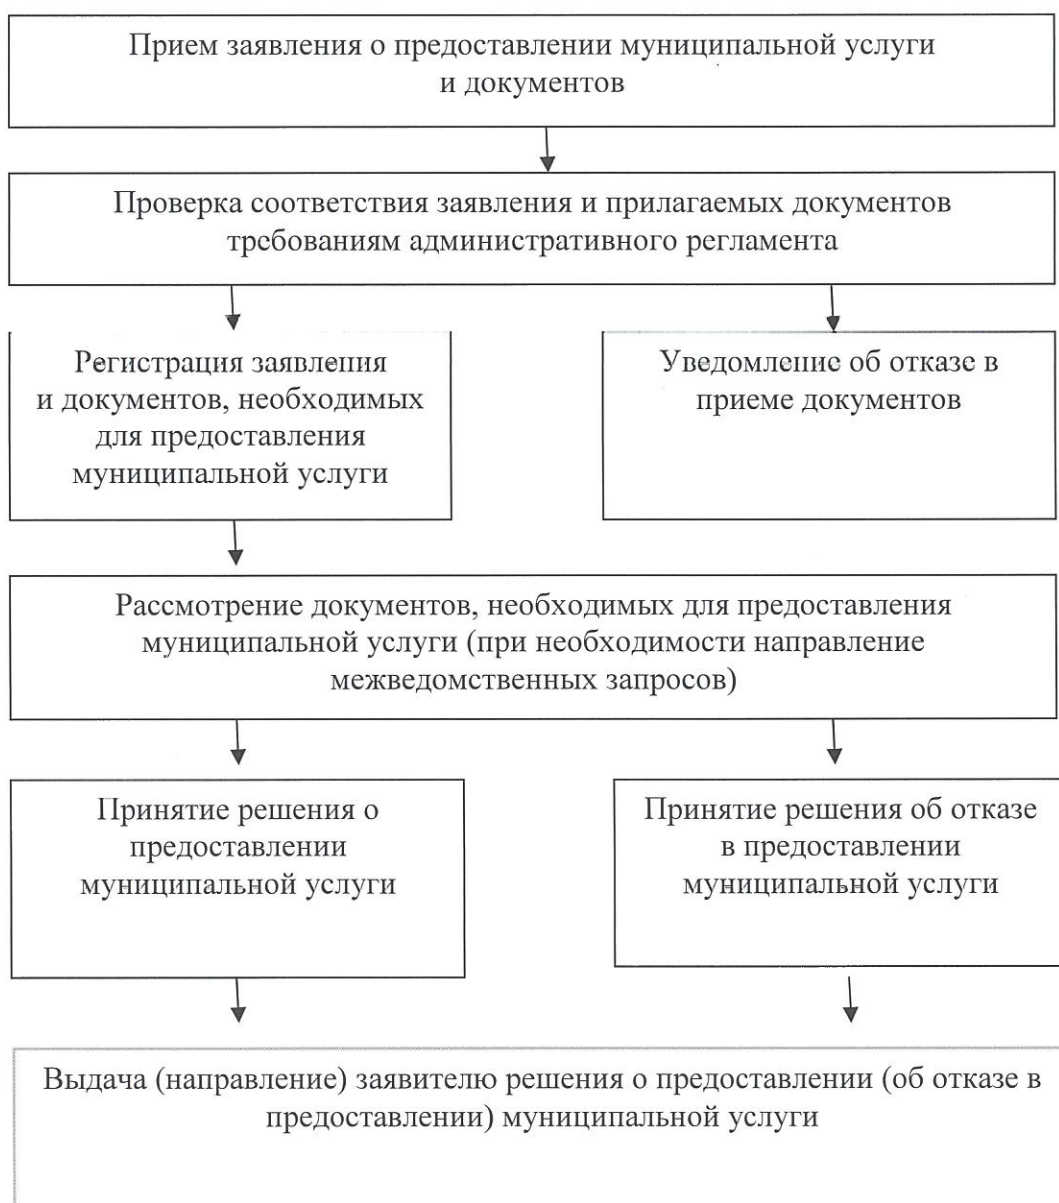 Прием заявления о предоставлении муниципальной услуги
и документов
Проверка соответствия заявления и прилагаемых документов
требованиям административного регламента
Регистрация заявления
и документов, необходимых
для предоставления
муниципальной услуги
Уведомление об отказе в
приеме документов
Рассмотрение документов, необходимых для предоставления
муниципальной услуги (при необходимости направление
межведомственных запросов)
Принятие решения о
предоставлении
муниципальной услуги
Принятие решения об отказе
в предоставлении
муниципальной услуги
Выдача (направление) заявителю решения о предоставлении (об отказе в
предоставлении) муниципальной услуги